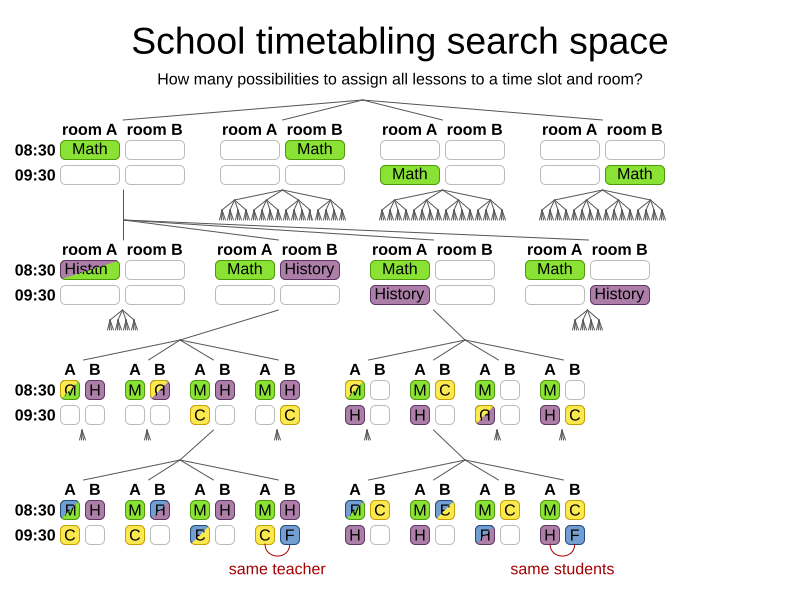 School timetabling search space
How many possibilities to assign all lessons to a time slot and room?
room A room B room A room B room A room B room A room B
08:30 Math Math
09:30 Math Math
room A room B room A room B room A room B room A room B
08:30 Math History Math Math
09:30 History History
A B A B A B A B A B A B A B A B
08:30 M H M M H M H M M C M M
09:30 C C H H H C
A B A B A B A B A B A B A B A B
08:30 M H M H M H M H M C M C M C M C
09:30 C C C C F H H H H F
same teacher same students